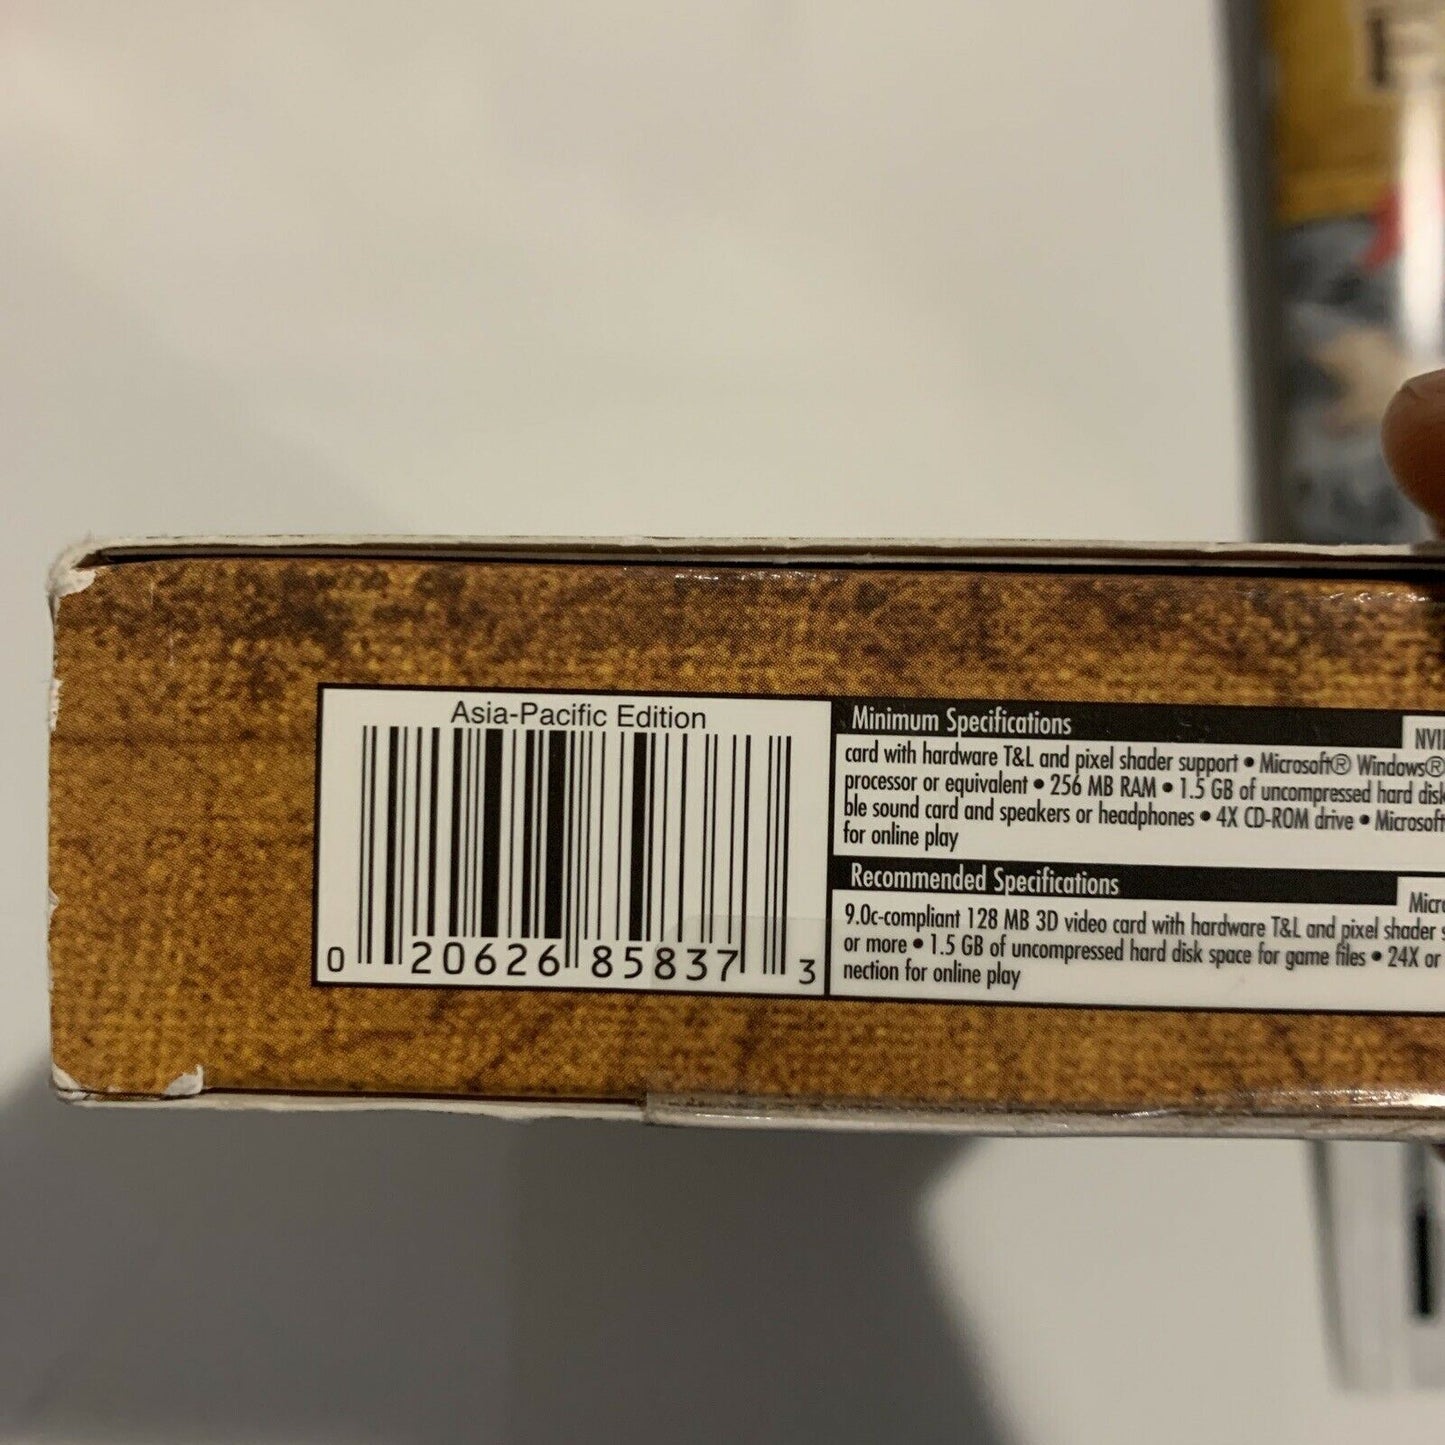 Asia-Pacific Edition
0 20626 85837 3
Minimum Specifications
card with hardware T&L and pixel shader support • Microsoft® Windows®
processor or equivalent • 256 MB RAM • 1.5 GB of uncompressed hard disk
ble sound card and speakers or headphones • 4X CD-ROM drive • Microsoft
for online play
Recommended Specifications
9.0c-compliant 128 MB 3D video card with hardware T&L and pixel shader
or more • 1.5 GB of uncompressed hard disk space for game files • 24X or
nection for online play